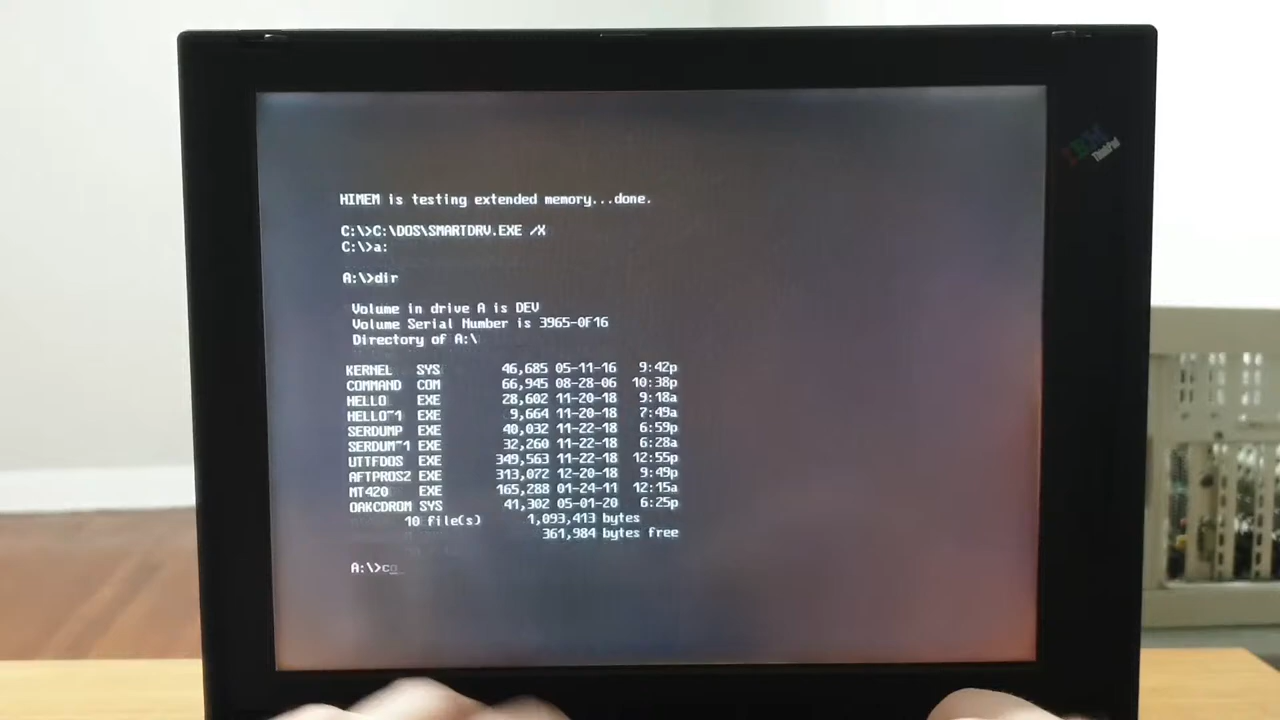 IBM
ThinkPad
HIMEM is testing extended memory...done.
C:\>C:\DOS\SMARTDRV.EXE /X
C:\>a:
A:\>dir
Volume in drive A is DEV
Volume Serial Number is 3965-0F16
Directory of A:\
KERNEL SYS 46,685 05-11-16 9:42p
COMMAND COM 66,945 08-28-06 10:38p
HELLO EXE 28,602 11-20-18 9:18a
HELLO~1 EXE 9,664 11-20-18 7:49a
SERDUMP EXE 40,032 11-22-18 6:59p
SERDUM~1 EXE 32,260 11-22-18 6:28a
UTTFDOS EXE 349,563 11-22-18 12:55p
AFTPROS2 EXE 313,072 12-20-18 9:49p
MT420 EXE 165,288 01-24-11 12:15a
OAKCDROM SYS 41,302 05-01-20 6:25p
10 file(s) 1,093,413 bytes
361,984 bytes free
A:\>co_